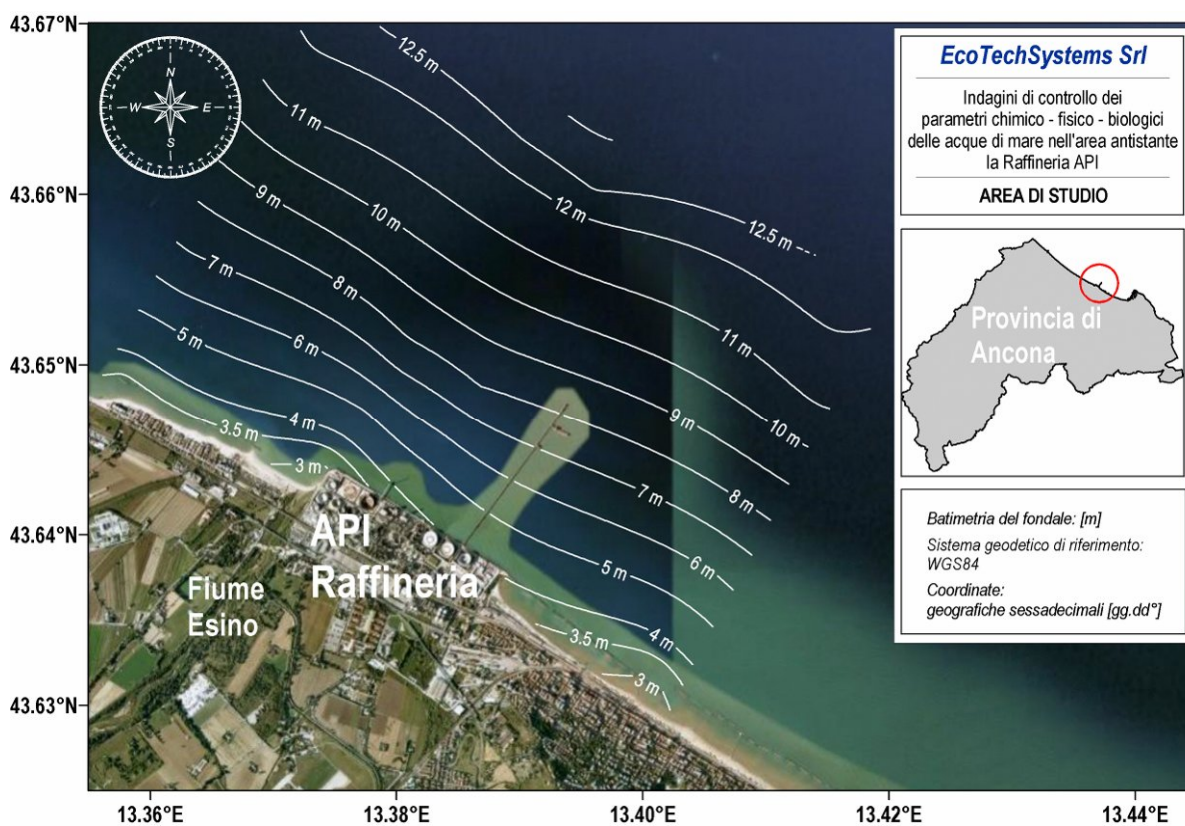 43.67°N
43.66°N
43.65°N
43.64°N
43.63°N
13.36°E
13.38°E
13.40°E
13.42°E
13.44°E
N
W
E
S
12.5 m
12.5 m
12 m
11 m
11 m
10 m
10 m
9 m
9 m
8 m
8 m
7 m
7 m
6 m
6 m
5 m
5 m
4 m
4 m
3.5 m
3.5 m
3 m
3 m
API
Raffineria
Fiume
Esino
EcoTechSystems Srl
Indagini di controllo dei
parametri chimico - fisico - biologici
delle acque di mare nell'area antistante
la Raffineria API
AREA DI STUDIO
Provincia di
Ancona
Batimetria del fondale: [m]
Sistema geodetico di riferimento:
WGS84
Coordinate:
geografiche sessadecimali [gg.dd°]